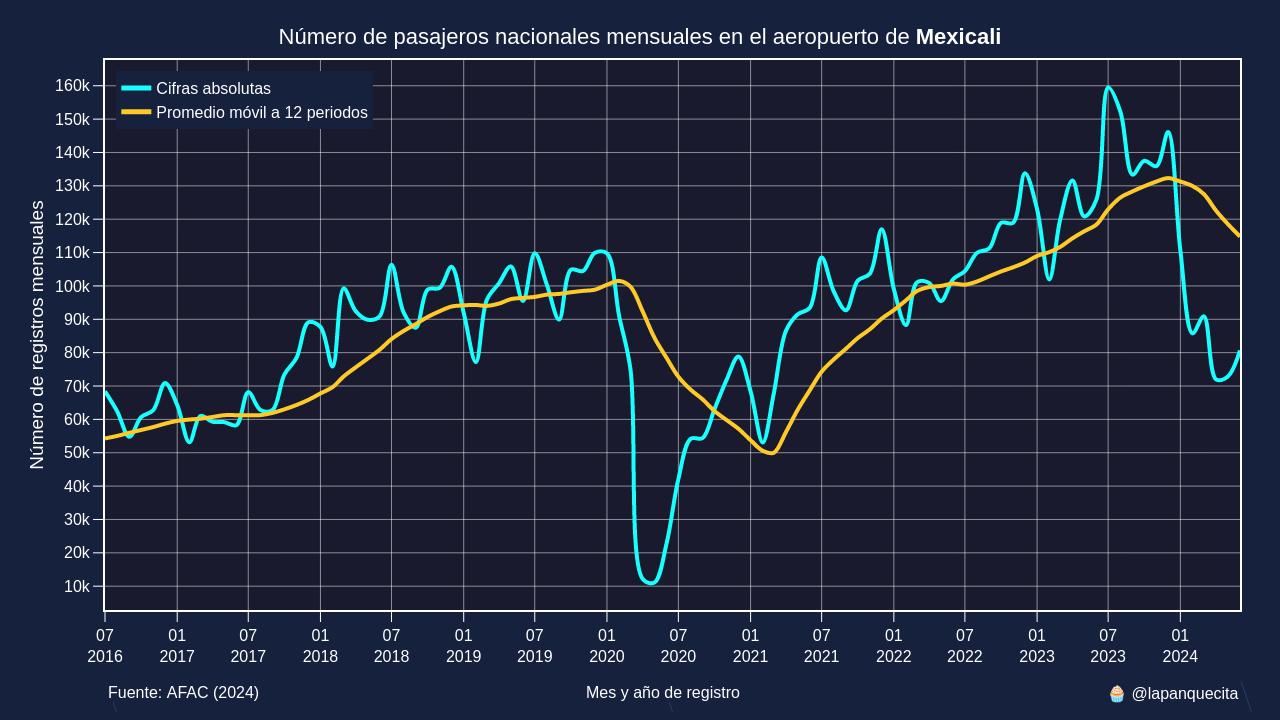 Número de pasajeros nacionales mensuales en el aeropuerto de Mexicali
Cifras absolutas
Promedio móvil a 12 periodos
Número de registros mensuales
160k
150k
140k
130k
120k
110k
100k
90k
80k
70k
60k
50k
40k
30k
20k
10k
07 01 07 01 07 01 07 01 07 01 07 01 07 01 07 01
2016 2017 2017 2018 2018 2019 2019 2020 2020 2021 2021 2022 2022 2023 2023 2024
Fuente: AFAC (2024)
Mes y año de registro
🧁 @lapanquecita